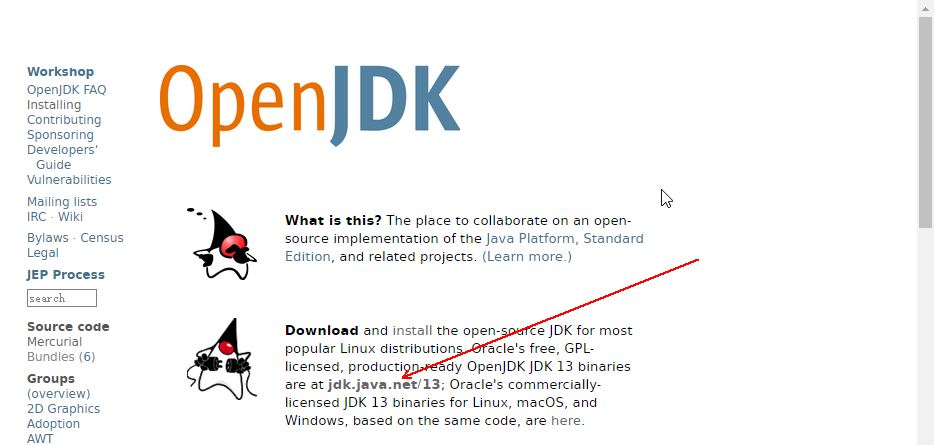 Workshop
OpenJDK FAQ
Installing
Contributing
Sponsoring
Developers'
Guide
Vulnerabilities
Mailing lists
IRC · Wiki
Bylaws · Census
Legal
JEP Process
search
Source code
Mercurial
Bundles (6)
Groups
(overview)
2D Graphics
Adoption
AWT
OpenJDK
What is this? The place to collaborate on an open-
source implementation of the Java Platform, Standard
Edition, and related projects. (Learn more.)
Download and install the open-source JDK for most
popular Linux distributions. Oracle's free, GPL-
licensed, production-ready OpenJDK JDK 13 binaries
are at jdk.java.net/13; Oracle's commercially-
licensed JDK 13 binaries for Linux, macOS, and
Windows, based on the same code, are here.